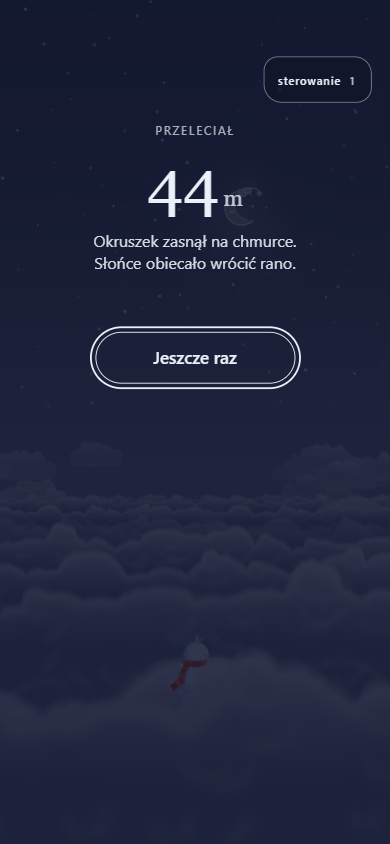 sterowanie 1
PRZELECIAŁ
44 m
Okruszek zasnął na chmurce.
Słońce obiecało wrócić rano.
Jeszcze raz